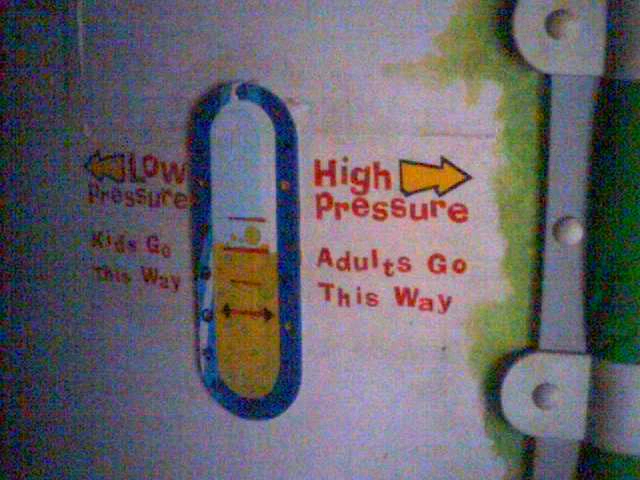 Low
Pressure
Kids Go
This Way
High
Pressure
Adults Go
This Way